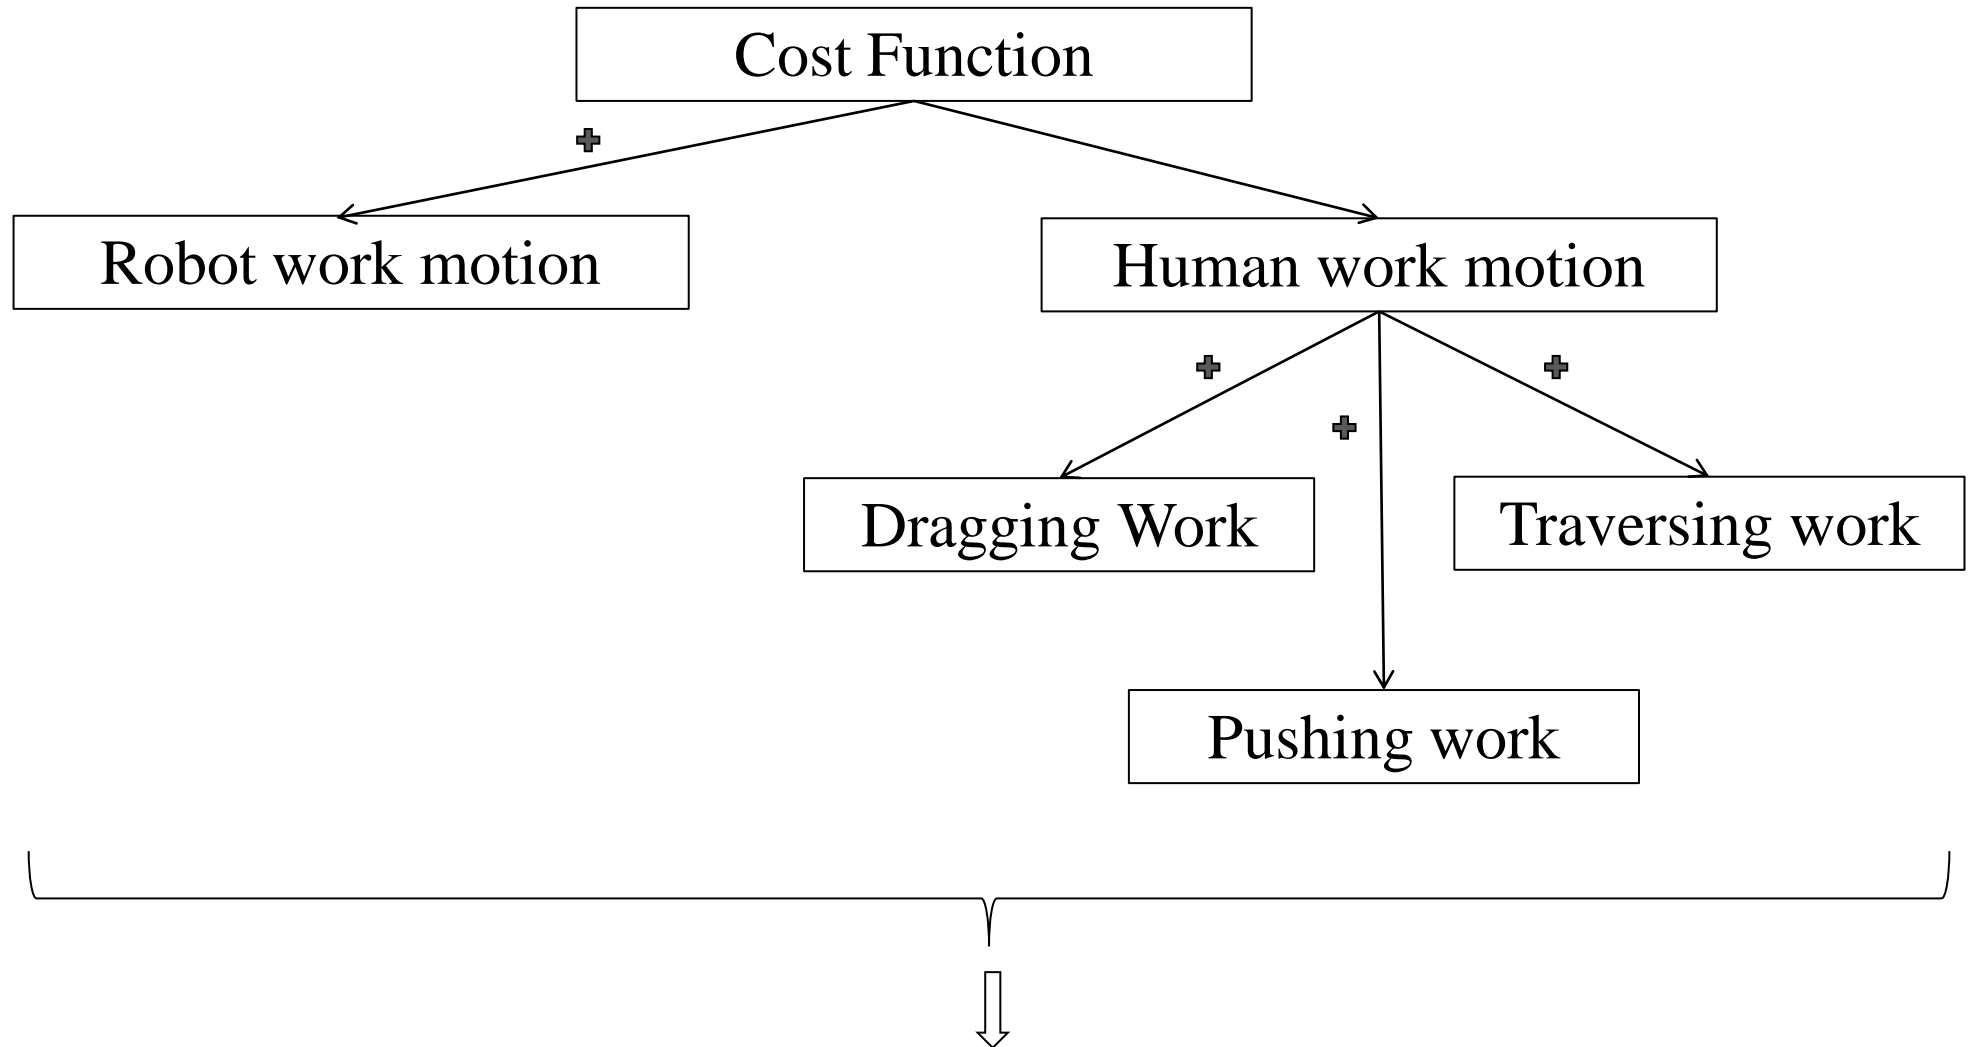 Cost Function
Robot work motion
Human work motion
Dragging Work
Traversing work
Pushing work